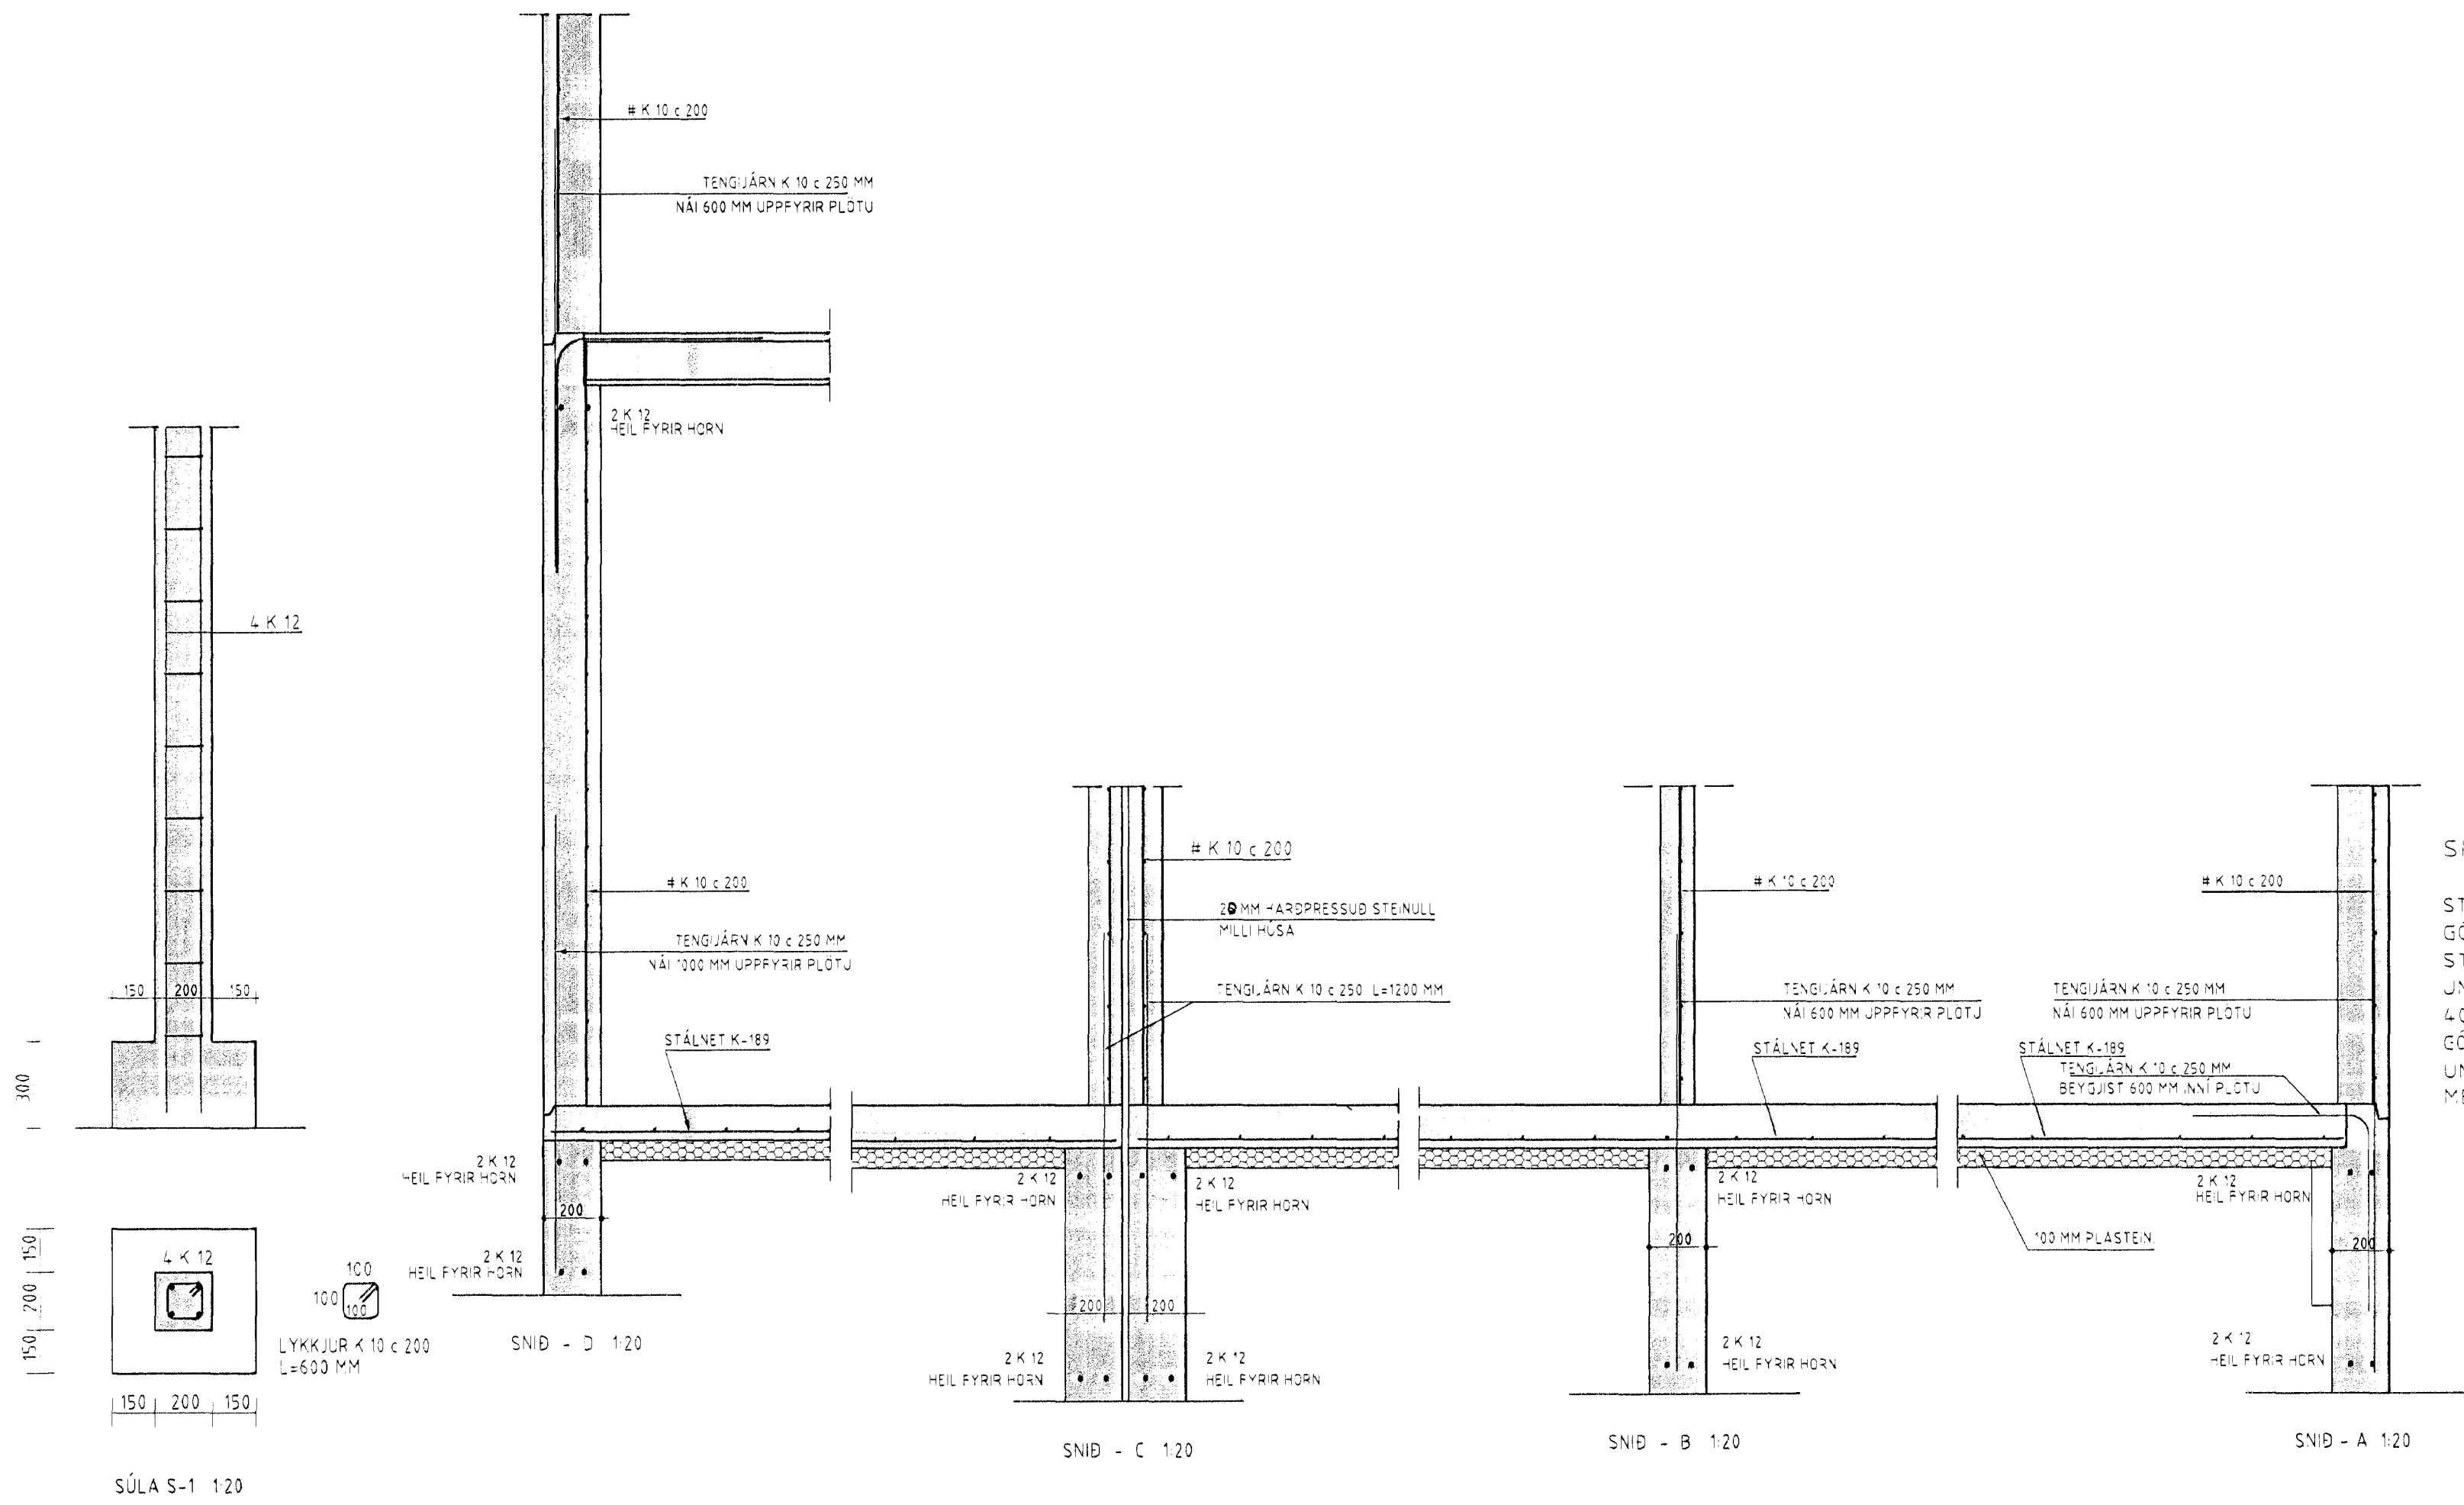 # K 10 c 200
TENGIJÁRN K 10 c 250 MM
NÁI 600 MM UPPFYRIR PLÖTU
2 K 12
HEIL FYRIR HORN
# K 10 c 200
TENGIJÁRN K 10 c 250 MM
NÁI 1000 MM UPPFYRIR PLÖTU
STÁLNET K-189
2 K 12
HEIL FYRIR HORN
200
2 K 12
HEIL FYRIR HORN
SNIÐ - D 1:20
4 K 12
150 200 150
300
150
200
150
4 K 12
150 200 150
100
100
100
LYKKJUR K 10 c 200
L=600 MM
SÚLA S-1 1:20
# K 10 c 200
MM HARÐPRESSUÐ STEINULL
MILLI HÚSA
TENGIJÁRN K 10 c 250 L=1200 MM
2 K 12
HEIL FYRIR HORN
2 K 12
HEIL FYRIR HORN
200 200
2 K 12
HEIL FYRIR HORN
2 K 12
HEIL FYRIR HORN
SNIÐ - C 1:20
# K 10 c 200
TENGIJÁRN K 10 c 250 MM
NÁI 600 MM UPPFYRIR PLÖTU
STÁLNET K-189
2 K 12
HEIL FYRIR HORN
200
2 K 12
HEIL FYRIR HORN
SNIÐ - B 1:20
# K 10 c 200
TENGIJÁRN K 10 c 250 MM
NÁI 600 MM UPPFYRIR PLÖTU
STÁLNET K-189
TENGIJÁRN K 10 c 250 MM
BEYGJIST 600 MM INNÍ PLÖTU
2 K 12
HEIL FYRIR HORN
100 MM PLASTEIN.
200
2 K 12
HEIL FYRIR HORN
SNIÐ - A 1:20
ST
GÓ
ST
UN
40
GÓ
UN